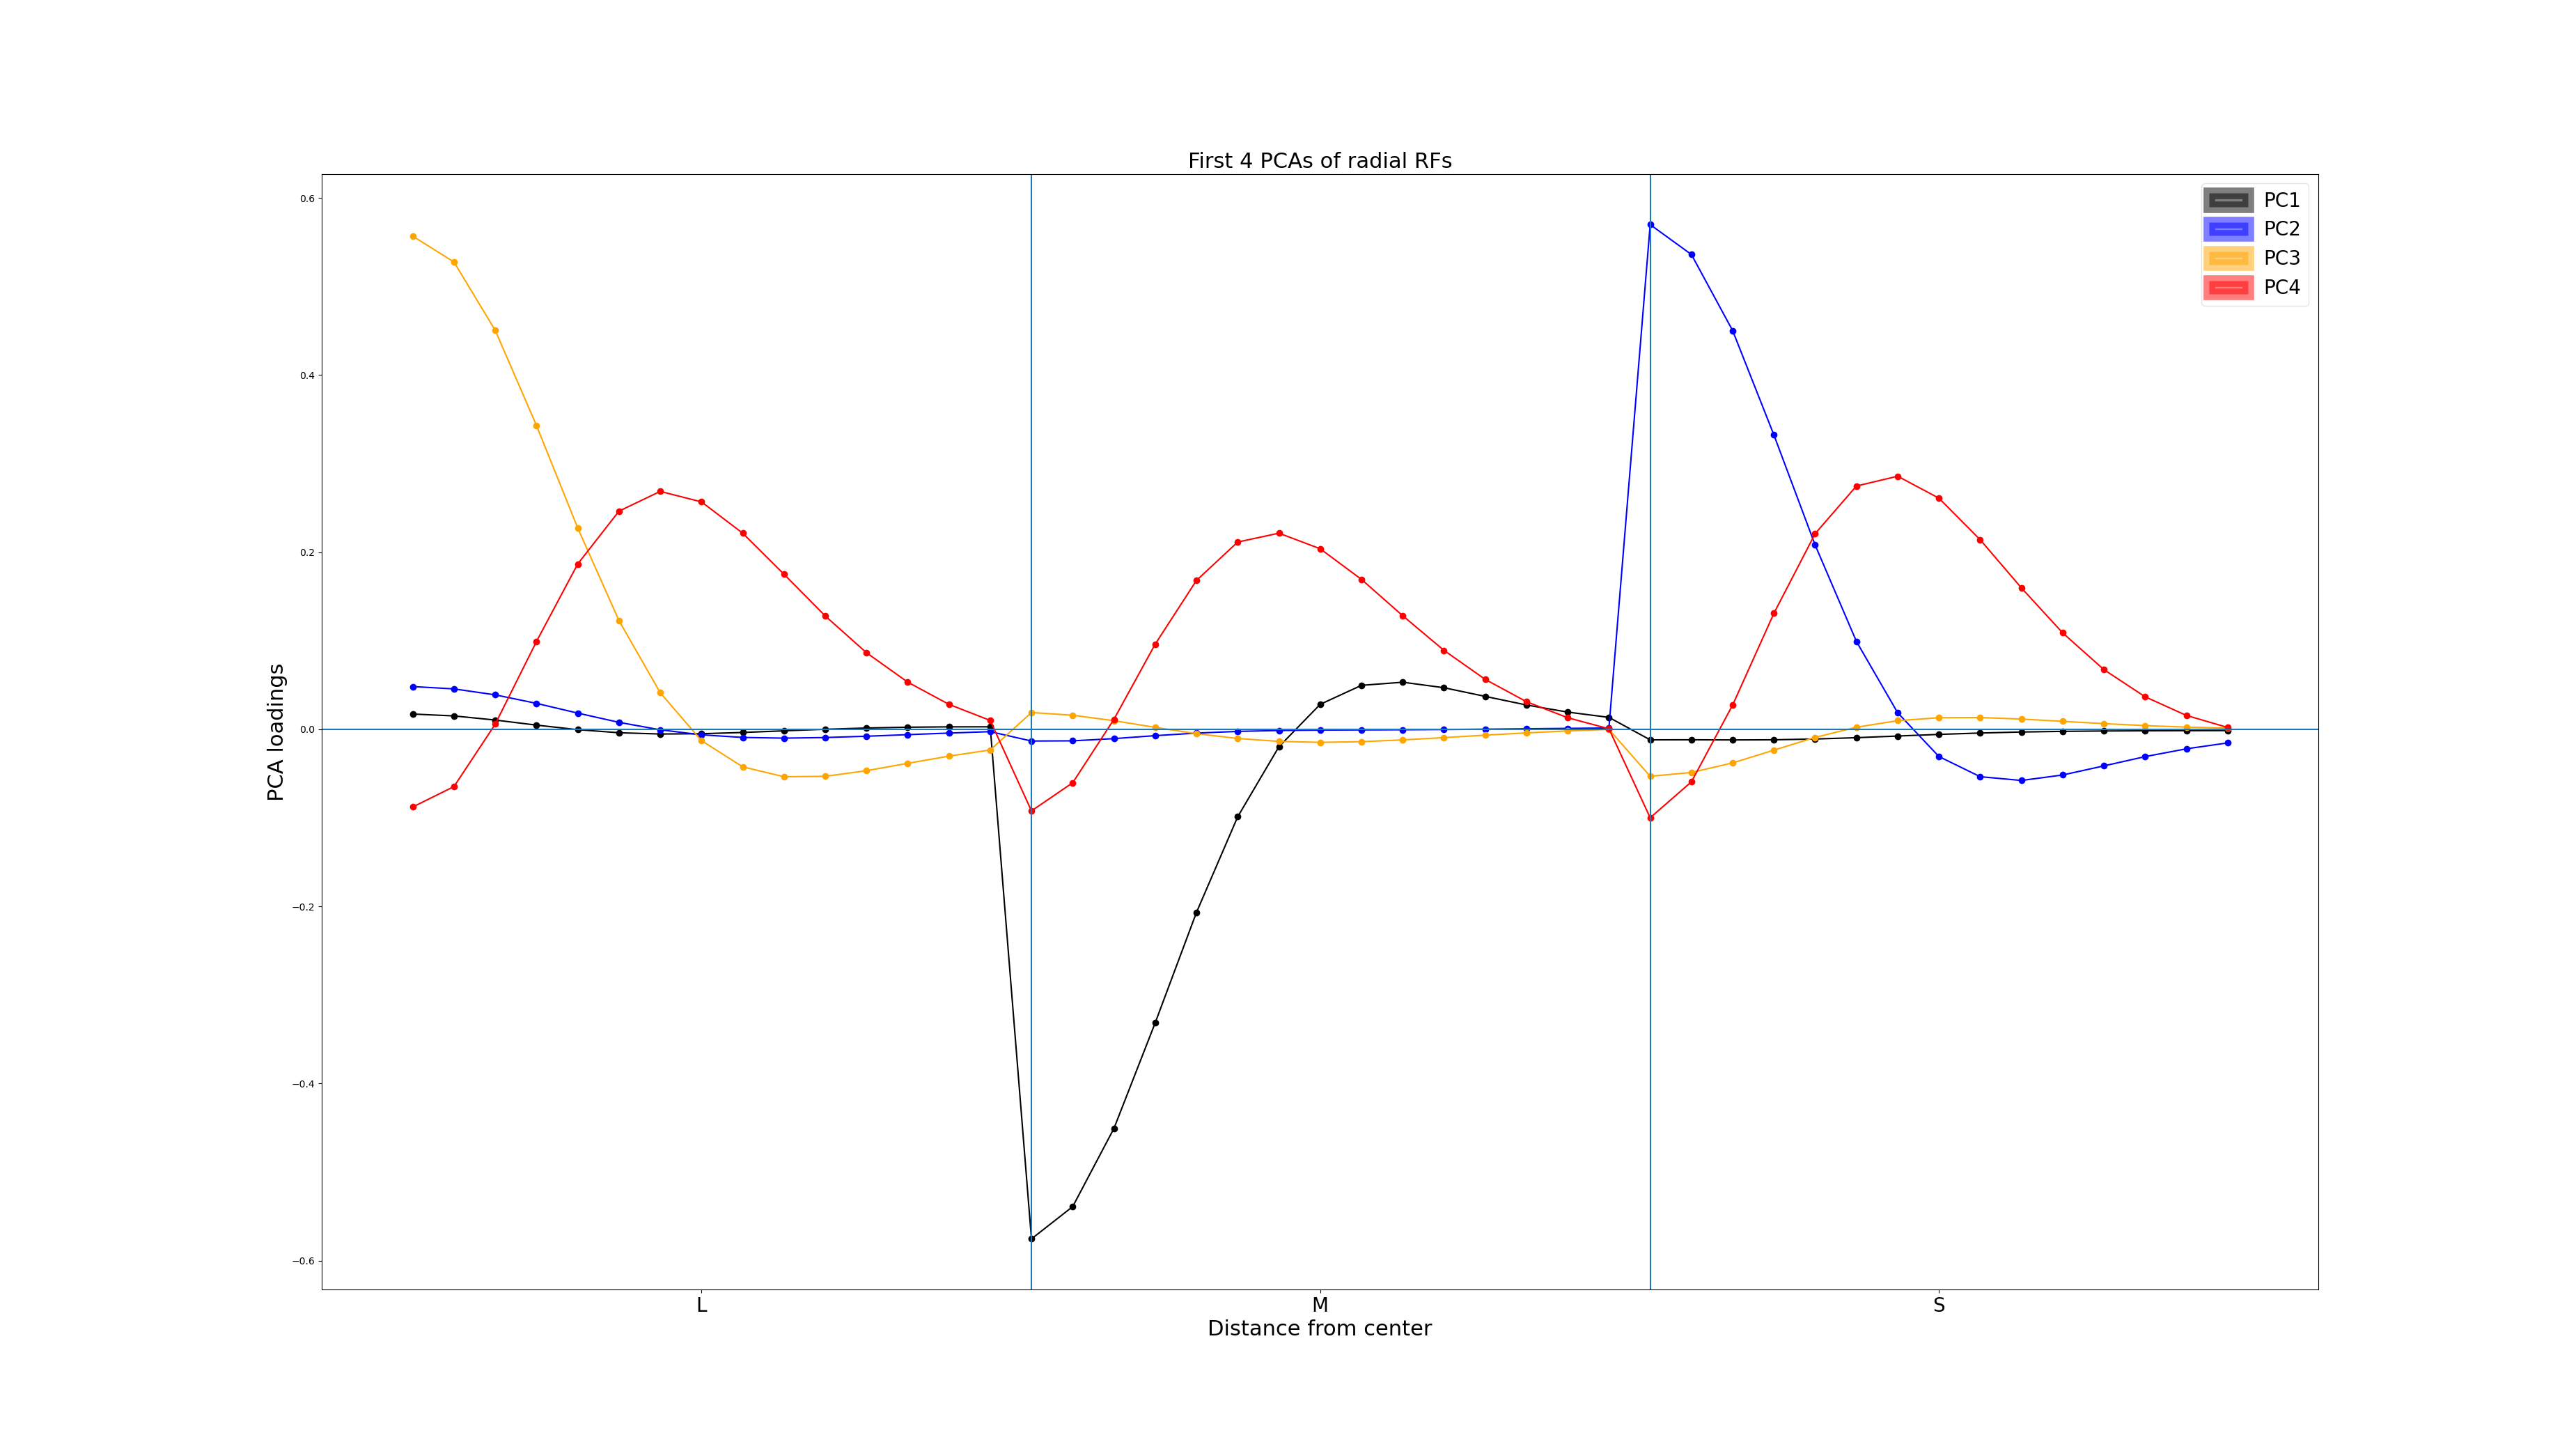 First 4 PCAs of radial RFs
PC1
PC2
PC3
PC4
0.6
0.4
0.2
0.0
−0.2
−0.4
−0.6
PCA loadings
L
M
S
Distance from center